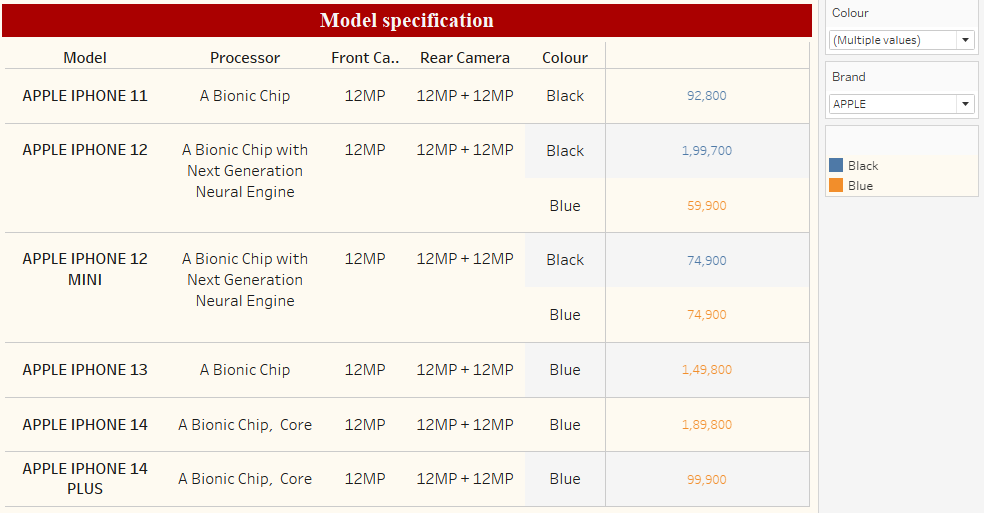 Model specification
Model Processor Front Ca.. Rear Camera Colour
APPLE IPHONE 11 A Bionic Chip 12MP 12MP + 12MP Black 92,800
APPLE IPHONE 12 A Bionic Chip with 12MP 12MP + 12MP Black 1,99,700
Next Generation
Neural Engine
Blue 59,900
APPLE IPHONE 12 A Bionic Chip with 12MP 12MP + 12MP Black 74,900
MINI Next Generation
Neural Engine
Blue 74,900
APPLE IPHONE 13 A Bionic Chip 12MP 12MP + 12MP Blue 1,49,800
APPLE IPHONE 14 A Bionic Chip, Core 12MP 12MP + 12MP Blue 1,89,800
APPLE IPHONE 14 A Bionic Chip, Core 12MP 12MP + 12MP Blue 99,900
PLUS
Colour
(Multiple values)
Brand
APPLE
Black
Blue